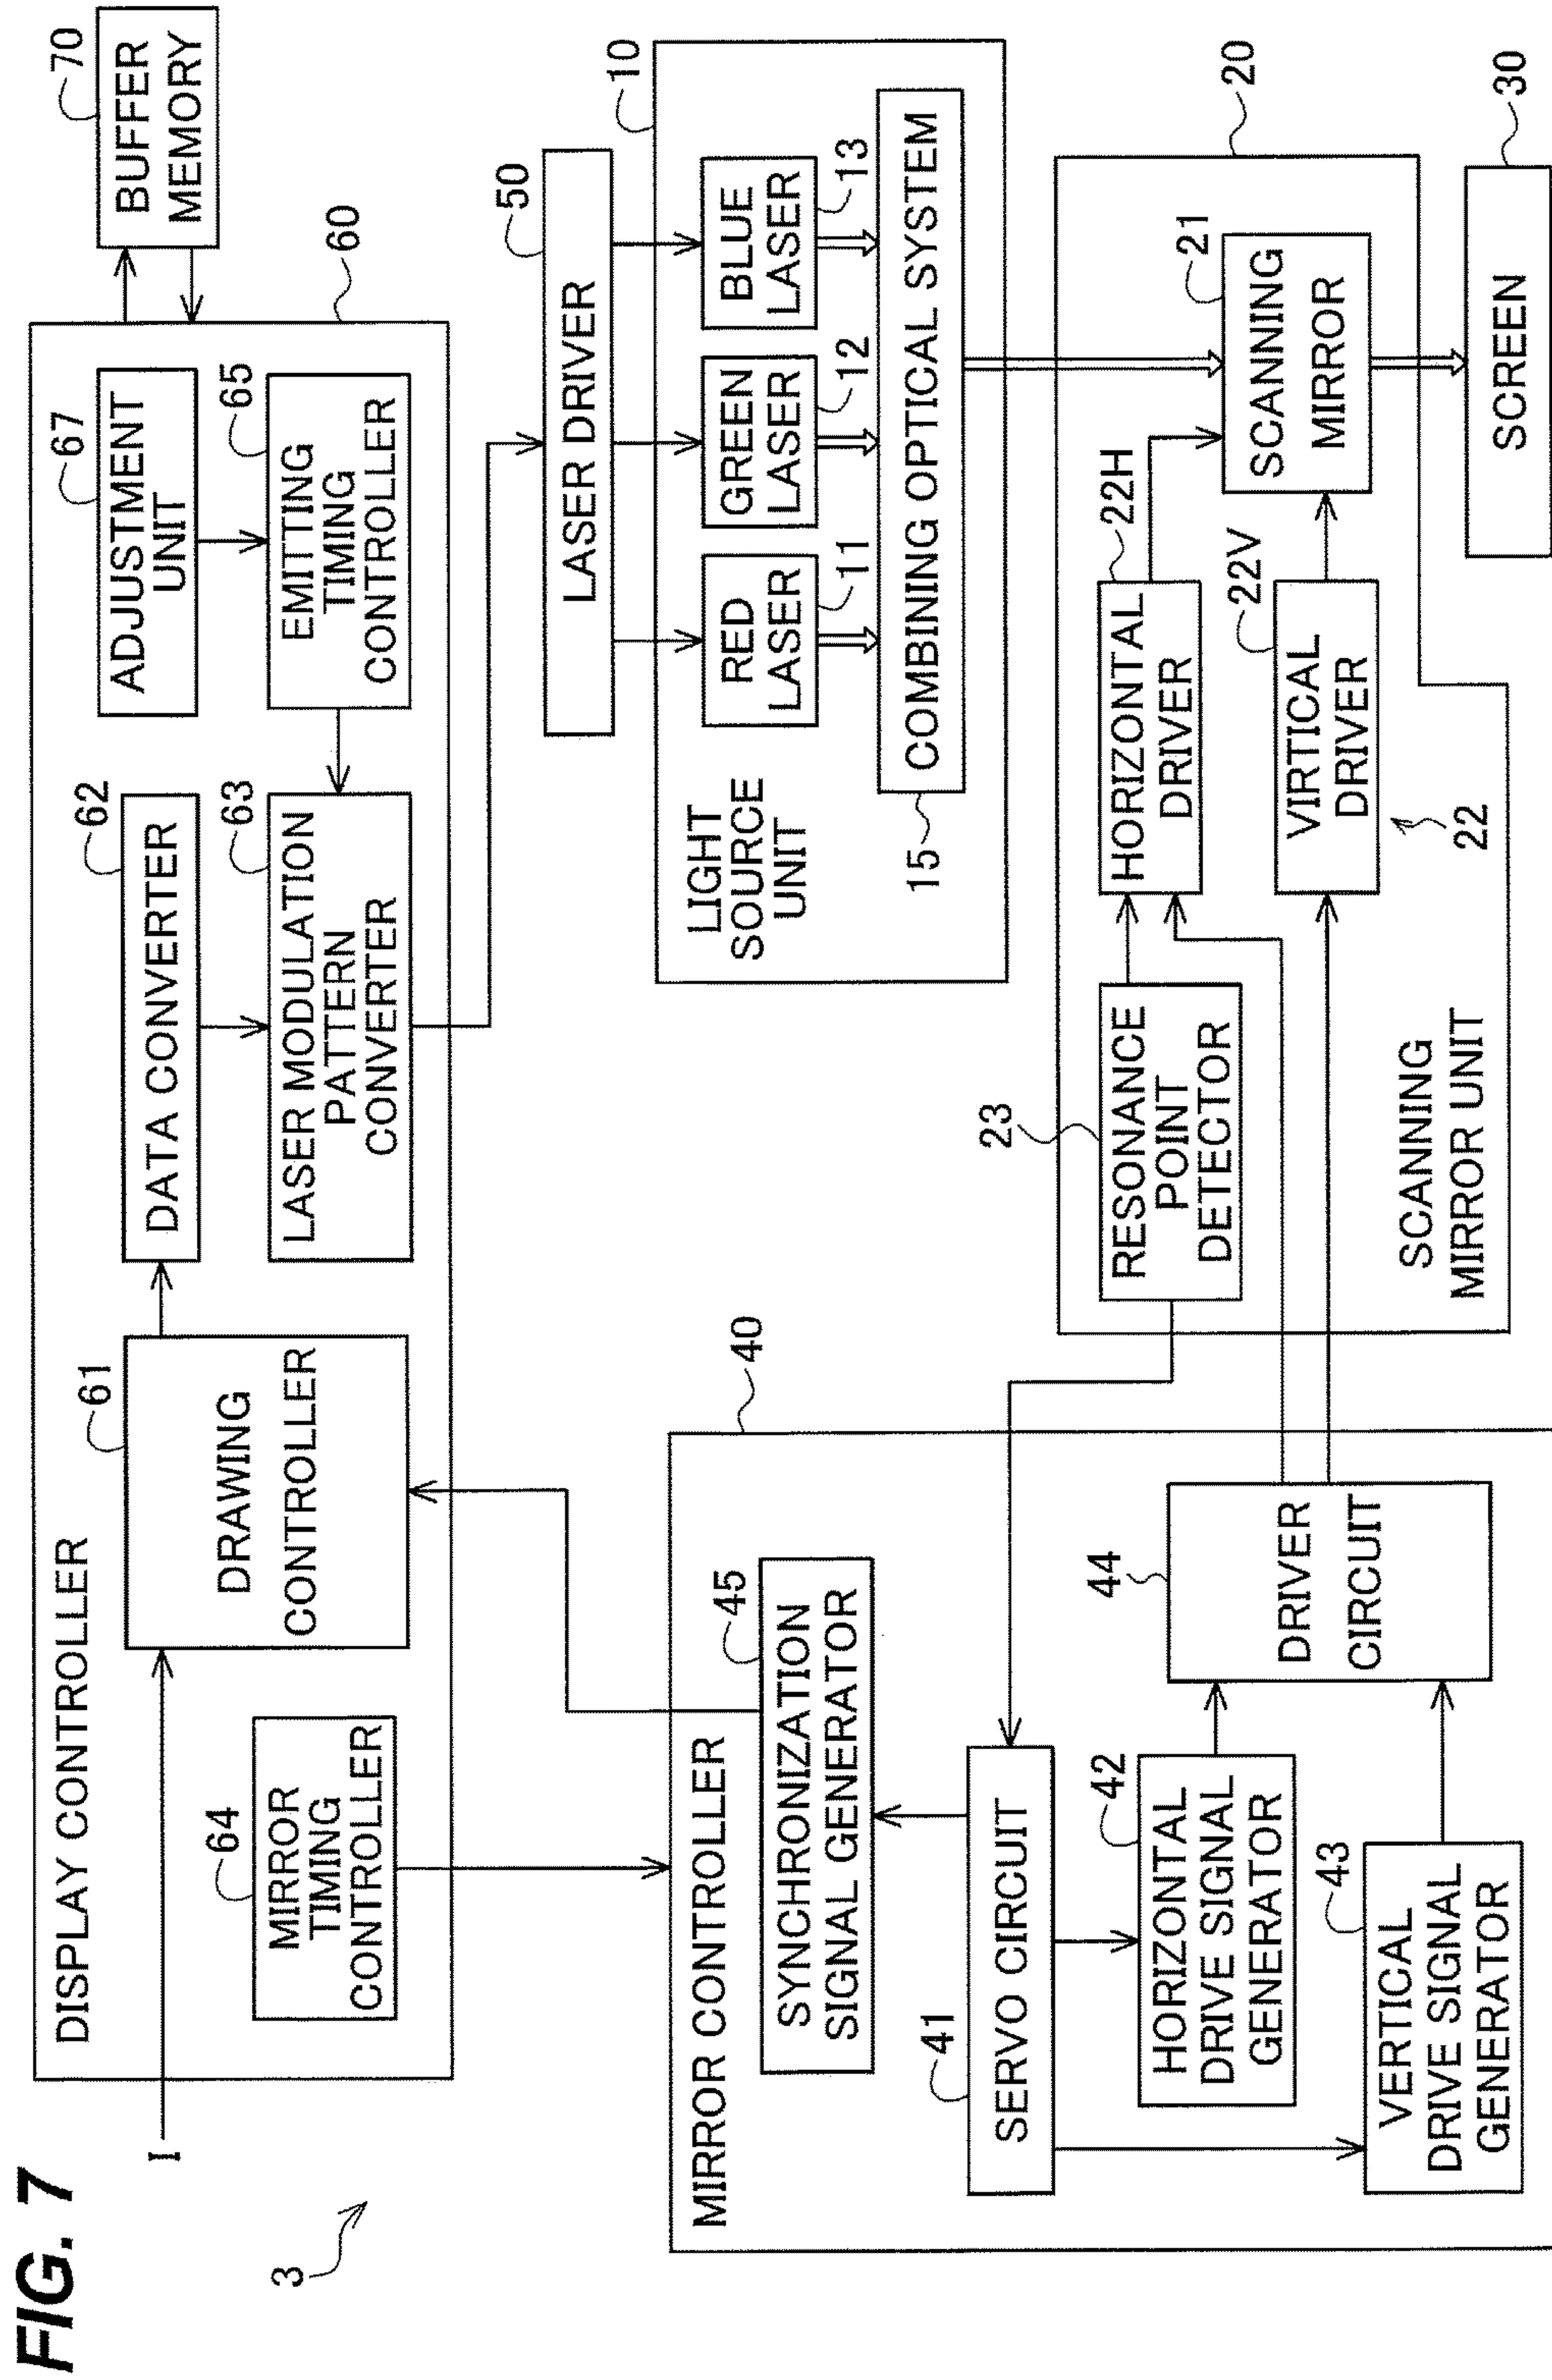 FIG. 7
3
I
DISPLAY CONTROLLER
60
MIRROR
TIMING
CONTROLLER
64
DRAWING
CONTROLLER
61
DATA CONVERTER
62
LASER MODULATION
PATTERN
CONVERTER
63
ADJUSTMENT
UNIT
67
EMITTING
TIMING
CONTROLLER
65
BUFFER
MEMORY
70
LASER DRIVER
50
10
LIGHT
SOURCE
UNIT
RED
LASER
11
GREEN
LASER
12
BLUE
LASER
13
COMBINING OPTICAL SYSTEM
15
MIRROR CONTROLLER
40
SYNCHRONIZATION
SIGNAL GENERATOR
45
SERVO CIRCUIT
41
HORIZONTAL
DRIVE SIGNAL
GENERATOR
42
VERTICAL
DRIVE SIGNAL
GENERATOR
43
DRIVER
CIRCUIT
44
20
SCANNING
MIRROR UNIT
RESONANCE
POINT
DETECTOR
23
HORIZONTAL
DRIVER
22H
VIRTICAL
DRIVER
22V
22
SCANNING
MIRROR
21
SCREEN
30